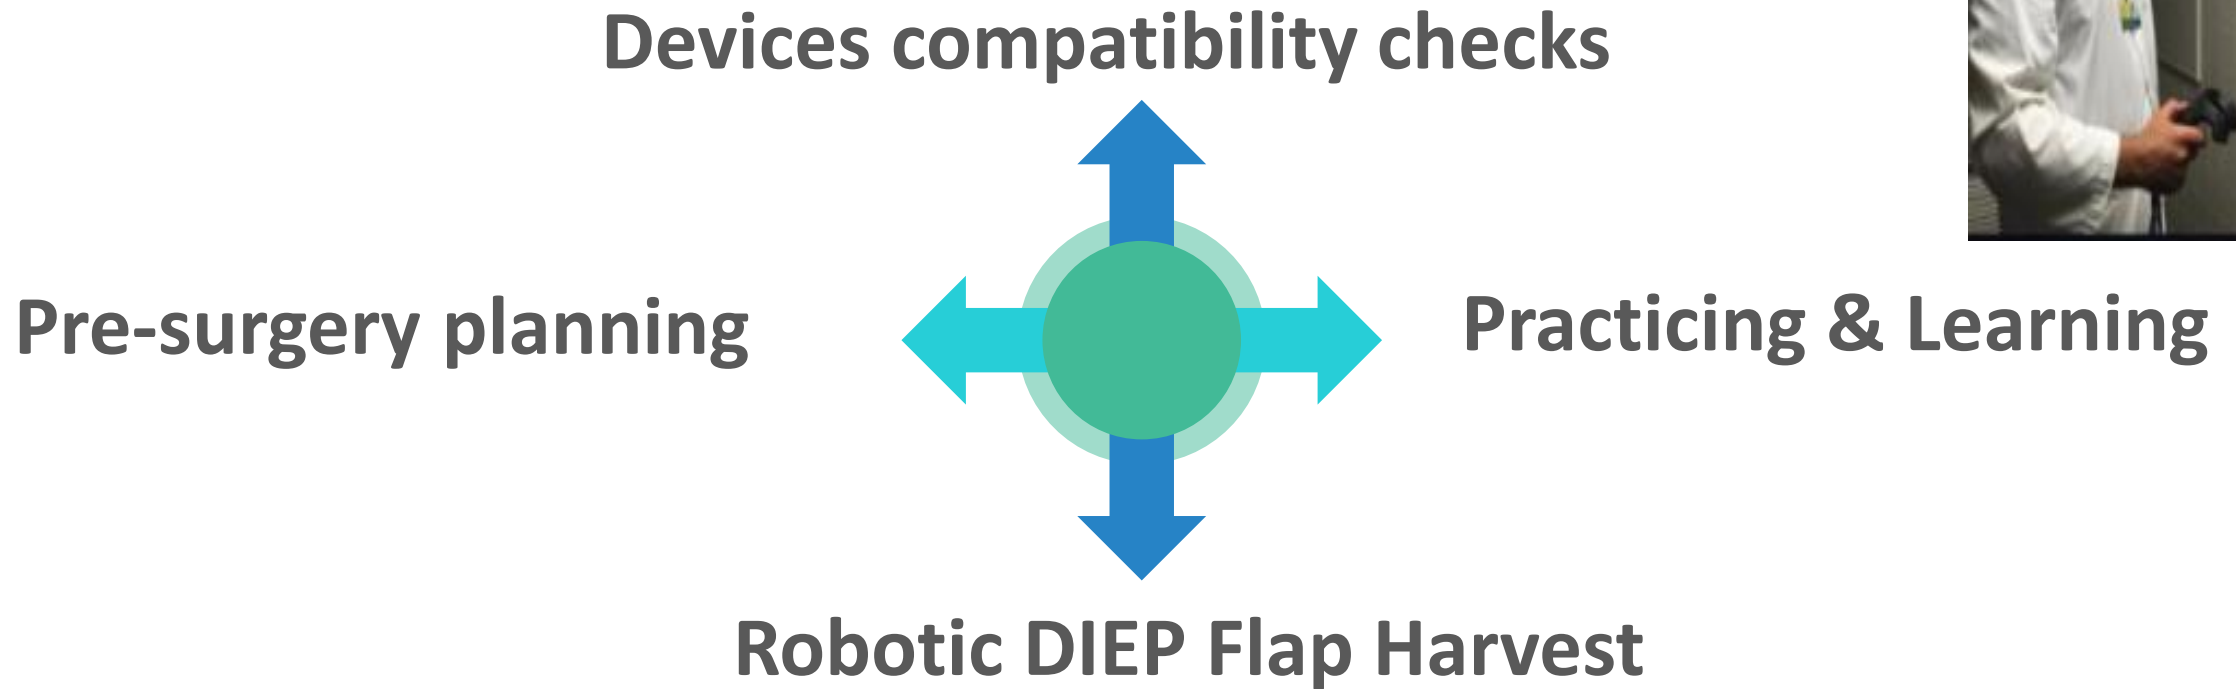 Devices compatibility checks
Pre-surgery planning
Practicing & Learning
Robotic DIEP Flap Harvest